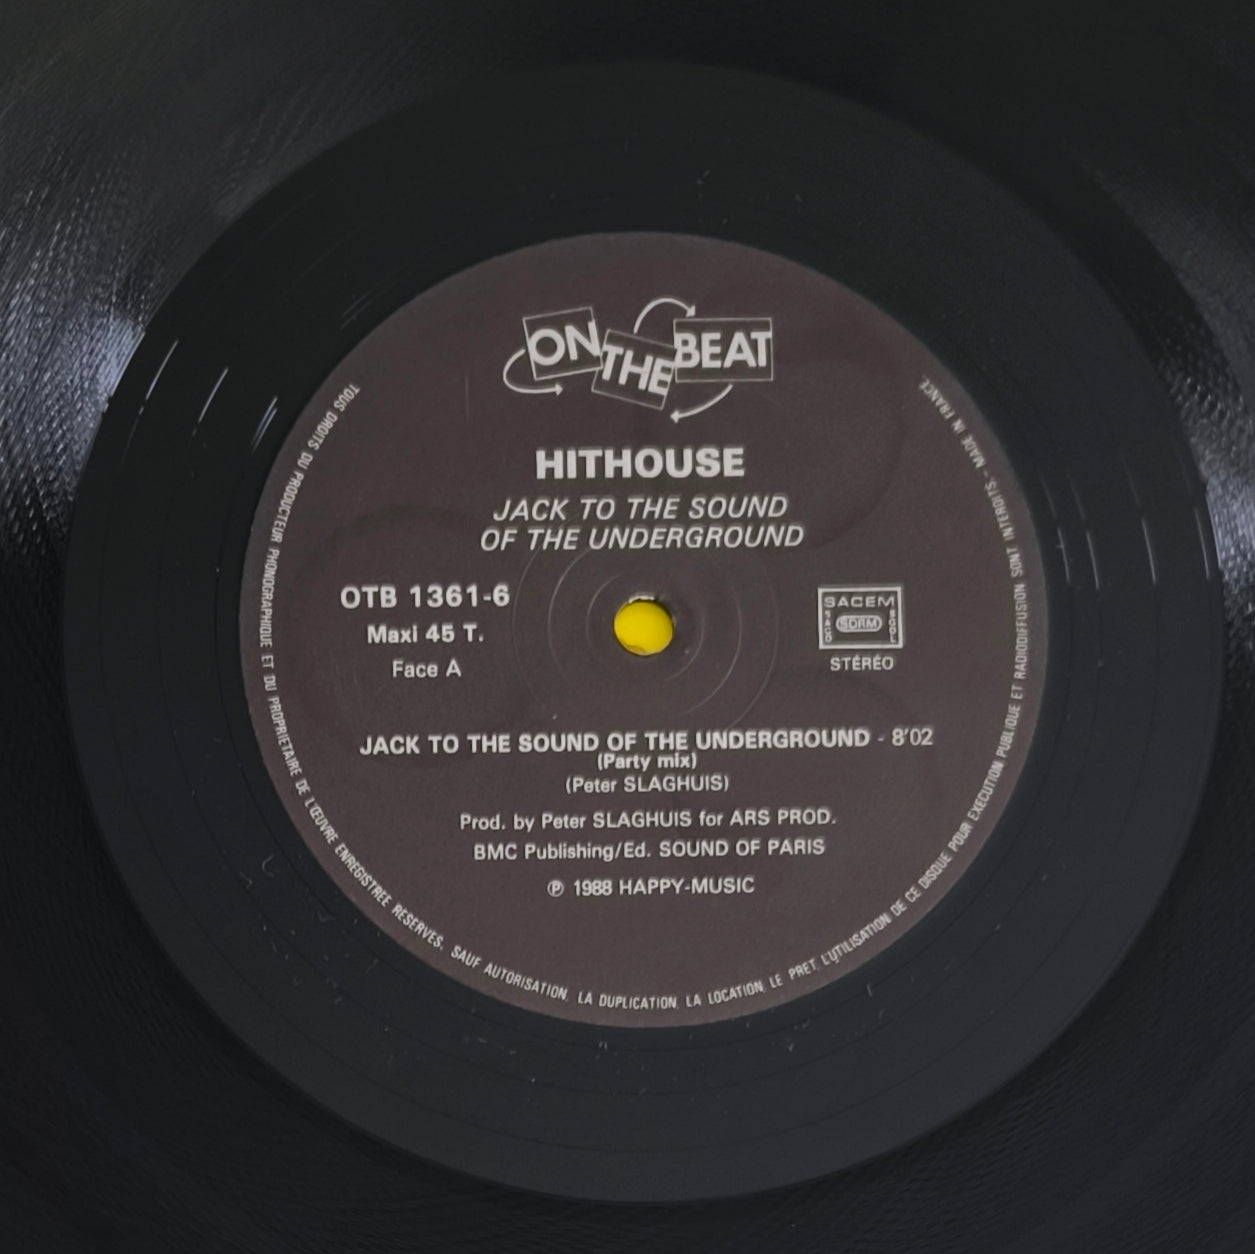 ON THE BEAT
HITHOUSE
JACK TO THE SOUND
OF THE UNDERGROUND
OTB 1361-6
Maxi 45 T.
Face A
SACEM
SACD
SDRM
SGDL
STÉRÉO
JACK TO THE SOUND OF THE UNDERGROUND - 8'02
(Party mix)
(Peter SLAGHUIS)
Prod. by Peter SLAGHUIS for ARS PROD.
BMC Publishing/Ed. SOUND OF PARIS
℗ 1988 HAPPY-MUSIC
TOUS DROITS DU PRODUCTEUR PHONOGRAPHIQUE ET DU PROPRIETAIRE DE L'ŒUVRE ENREGISTREE RESERVES. SAUF AUTORISATION, LA DUPLICATION, LA LOCATION, LE PRET, L'UTILISATION DE CE DISQUE POUR EXECUTION PUBLIQUE ET RADIODIFFUSION SONT INTERDITS - MADE IN FRANCE